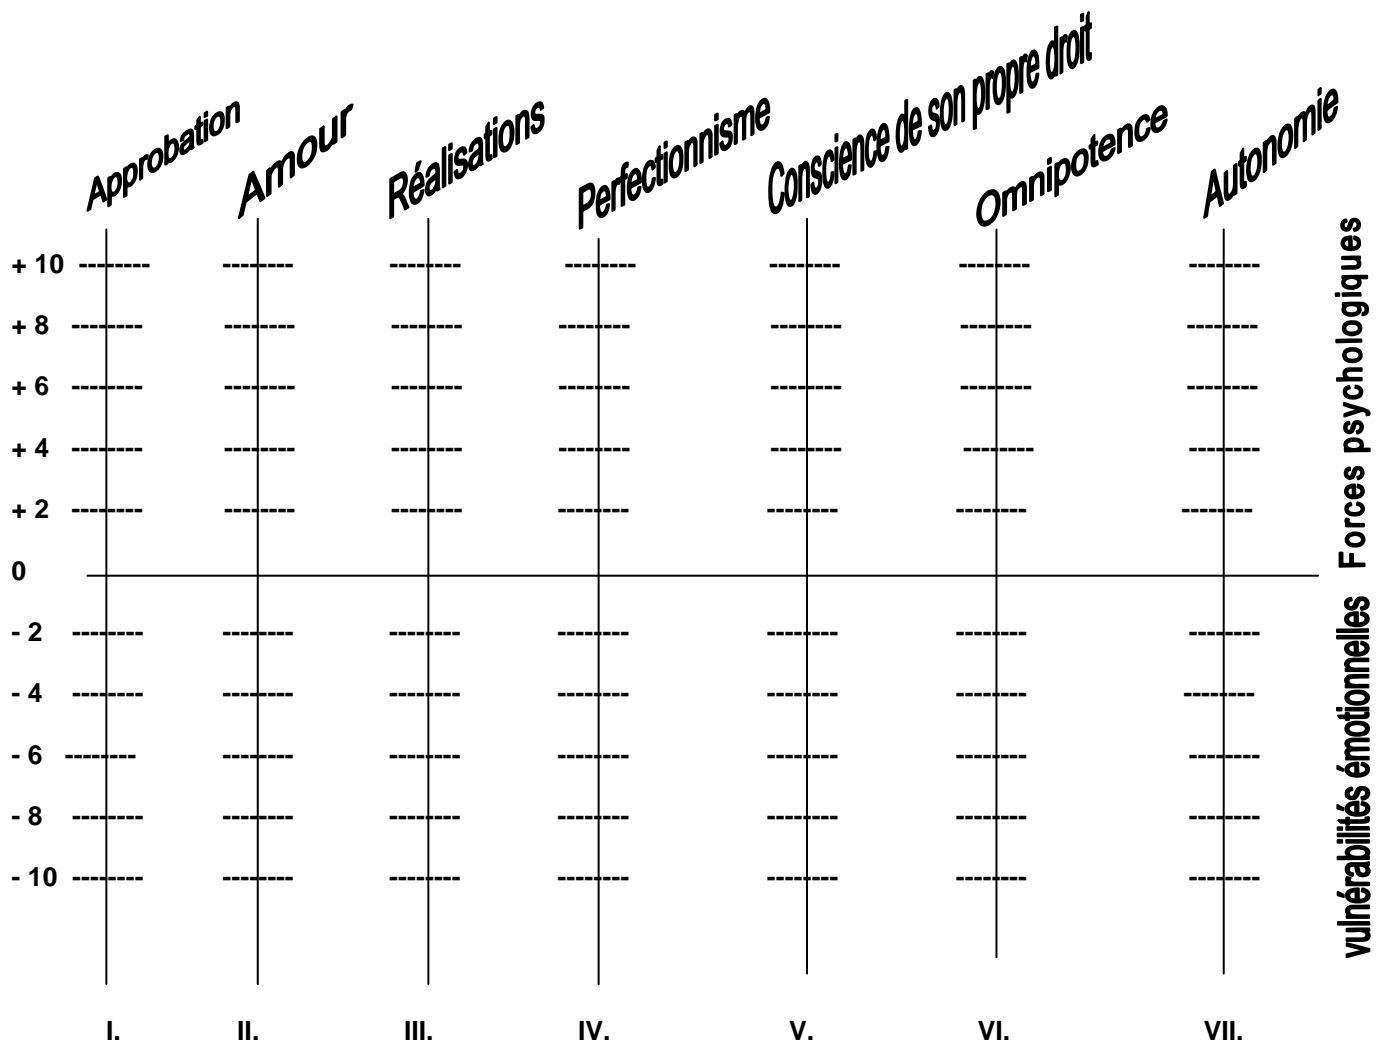 Approbation
Amour
Réalisations
Perfectionnisme
Conscience de son propre droit
Omnipotence
Autonomie
+ 10
+ 8
+ 6
+ 4
+ 2
0
- 2
- 4
- 6
- 8
- 10
Forces psychologiques
vulnérabilités émotionnelles
I. II. III. IV. V. VI. VII.